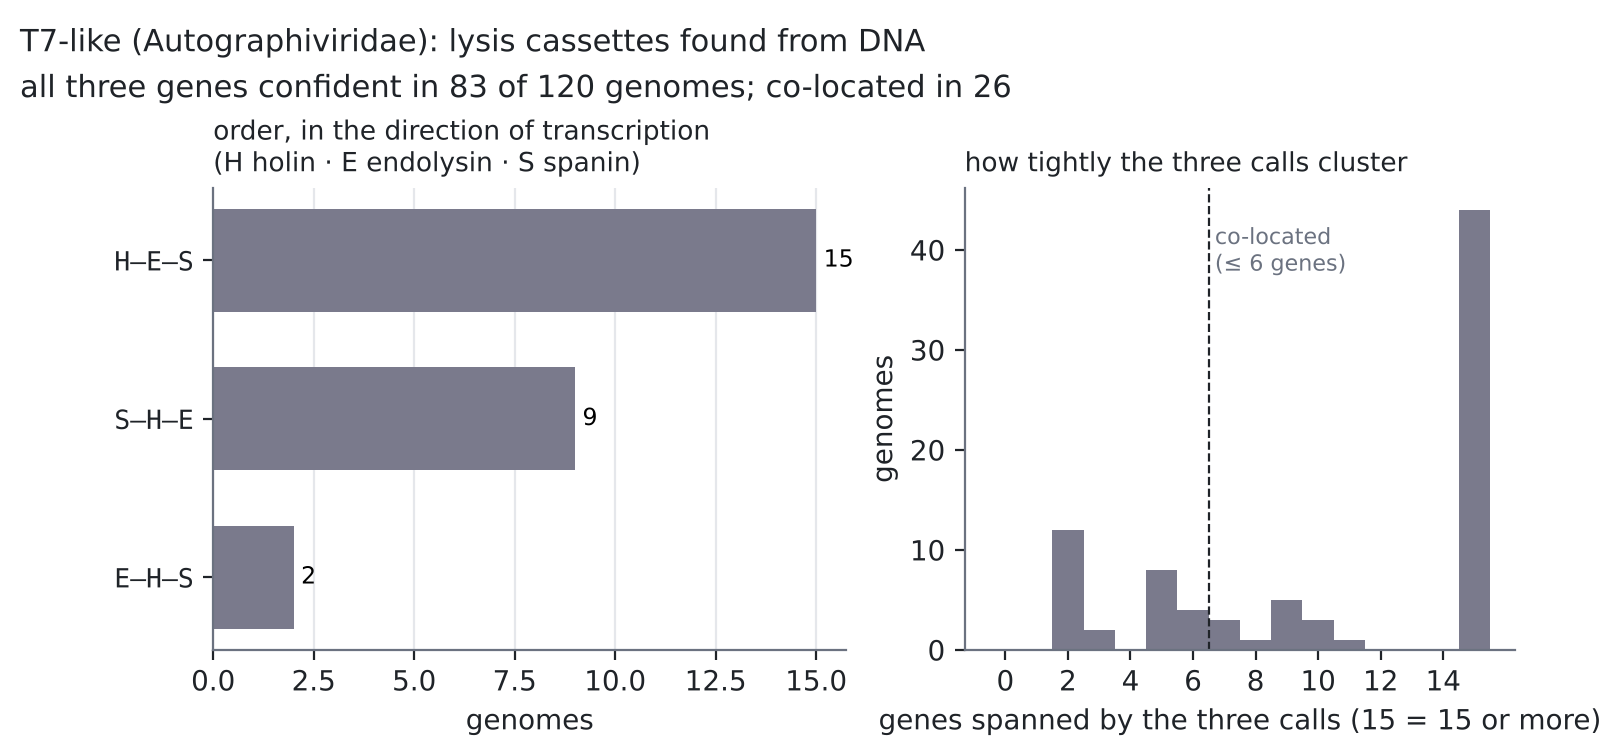 T7-like (Autographiviridae): lysis cassettes found from DNA
all three genes confident in 83 of 120 genomes; co-located in 26
order, in the direction of transcription
(H holin · E endolysin · S spanin)
H–E–S
15
S–H–E
9
E–H–S
2
0.0 2.5 5.0 7.5 10.0 12.5 15.0
genomes
how tightly the three calls cluster
co-located
(≤ 6 genes)
genomes
40
30
20
10
0
0 2 4 6 8 10 12 14
genes spanned by the three calls (15 = 15 or more)